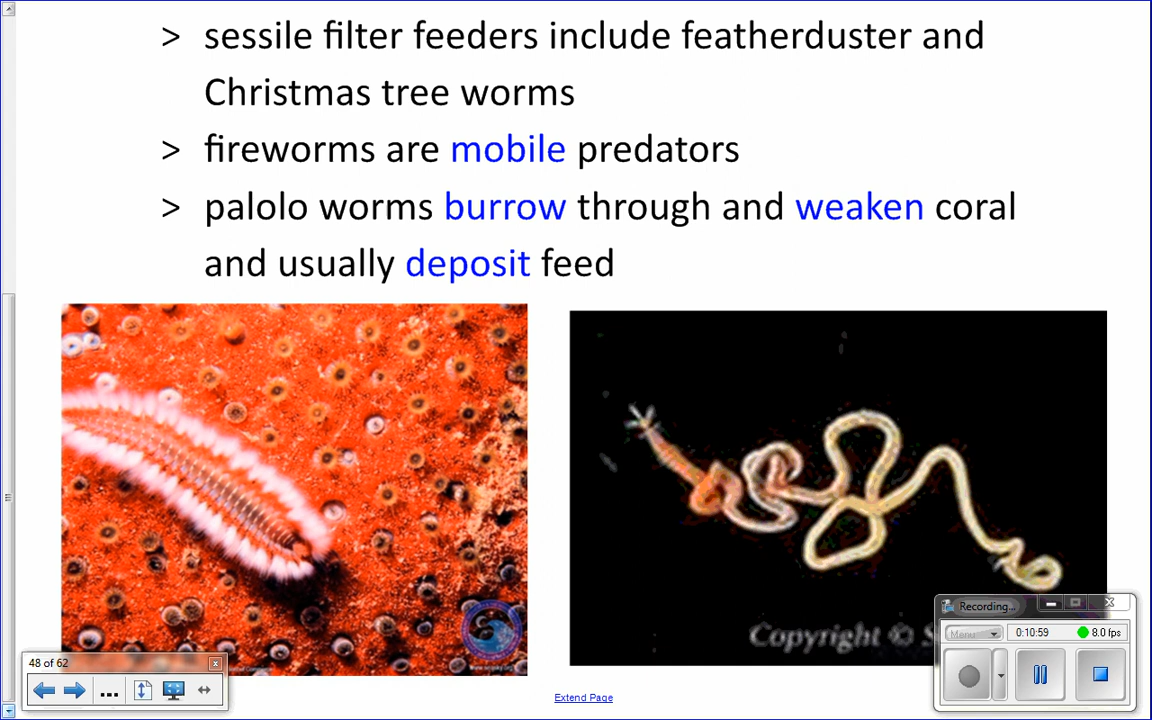 > sessile filter feeders include featherduster and
Christmas tree worms
> fireworms are mobile predators
> palolo worms burrow through and weaken coral
and usually deposit feed
Copyright © S
Recording...
Menu
0:10:59
8.0 fps
48 of 62
...
Extend Page